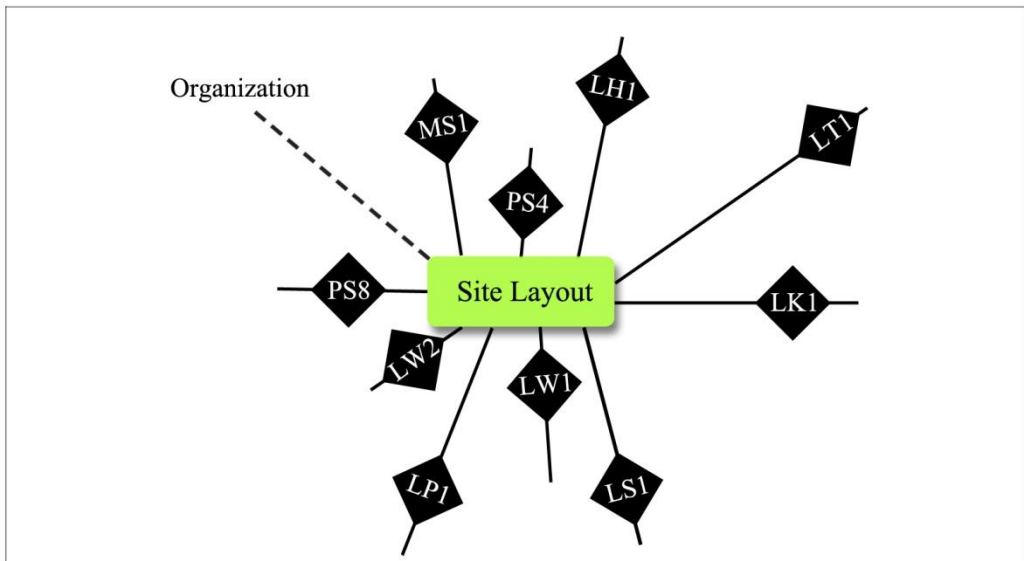 LH1
Organization
MS1
LT1
PS4
PS8
Site Layout
LK1
LW2
LW1
LP1
LS1